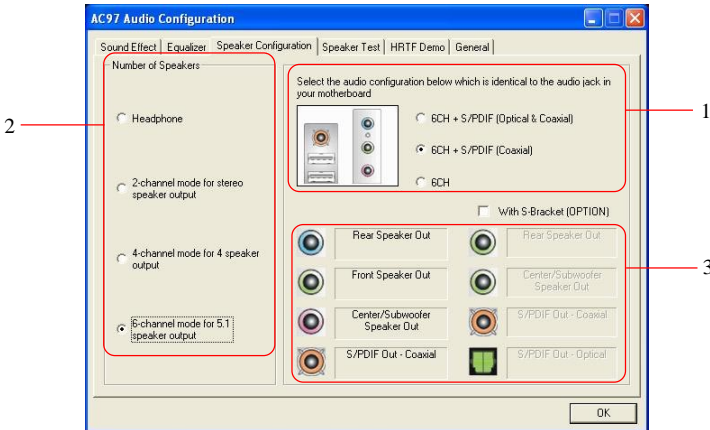 AC97 Audio Configuration
Sound Effect Equalizer Speaker Configuration Speaker Test HRTF Demo General
Number of Speakers
Headphone
2-channel mode for stereo
speaker output
4-channel mode for 4 speaker
output
6-channel mode for 5.1
speaker output
2
Select the audio configuration below which is identical to the audio jack in
your motherboard
6CH + S/PDIF (Optical & Coaxial)
6CH + S/PDIF (Coaxial)
6CH
1
With S-Bracket (OPTION)
Rear Speaker Out
Rear Speaker Out
Front Speaker Out
Center/Subwoofer
Speaker Out
Center/Subwoofer
Speaker Out
S/PDIF Out - Coaxial
S/PDIF Out - Coaxial
S/PDIF Out - Optical
3
OK